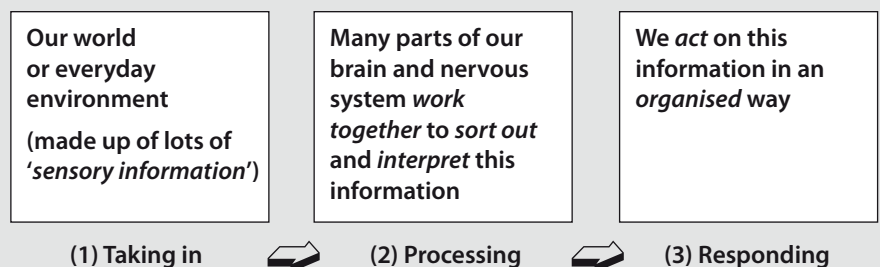 Our world
or everyday
environment
(made up of lots of
‘sensory information’)
Many parts of our
brain and nervous
system work
together to sort out
and interpret this
information
We act on this
information in an
organised way
(1) Taking in
(2) Processing
(3) Responding